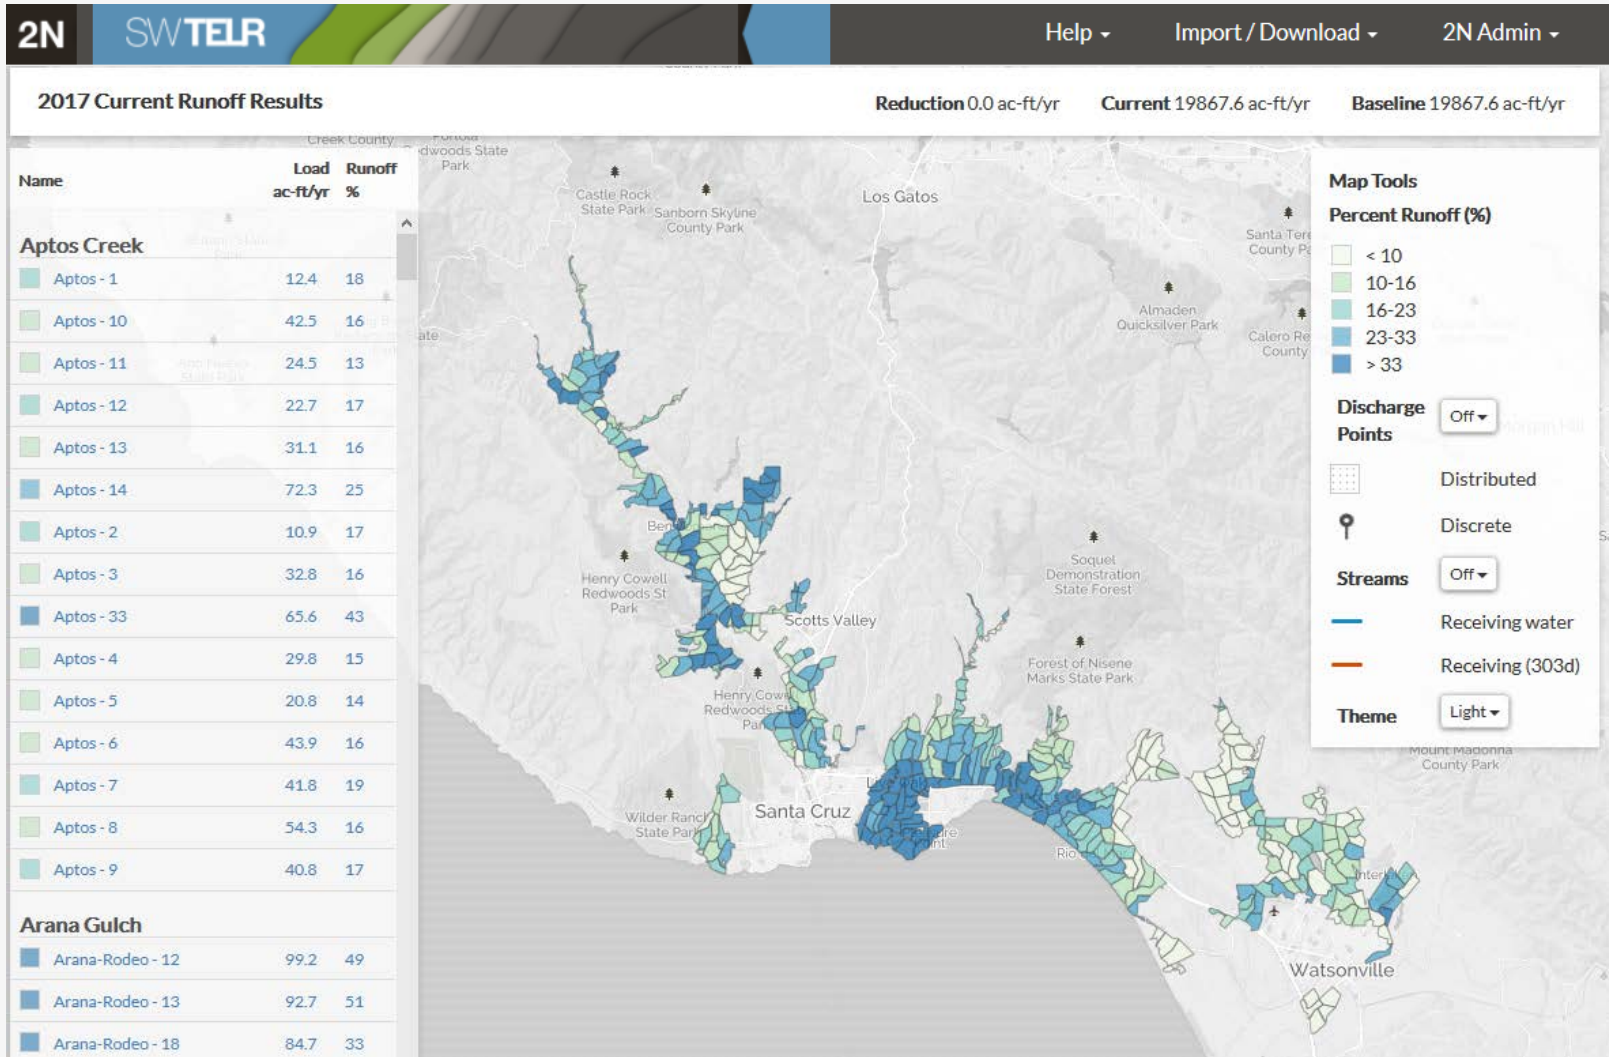 2N SWTELR Help Import / Download 2N Admin
2017 Current Runoff Results Reduction 0.0 ac-ft/yr Current 19867.6 ac-ft/yr Baseline 19867.6 ac-ft/yr
Name Load ac-ft/yr Runoff %
Aptos Creek
Aptos - 1 12.4 18
Aptos - 10 42.5 16
Aptos - 11 24.5 13
Aptos - 12 22.7 17
Aptos - 13 31.1 16
Aptos - 14 72.3 25
Aptos - 2 10.9 17
Aptos - 3 32.8 16
Aptos - 33 65.6 43
Aptos - 4 29.8 15
Aptos - 5 20.8 14
Aptos - 6 43.9 16
Aptos - 7 41.8 19
Aptos - 8 54.3 16
Aptos - 9 40.8 17
Arana Gulch
Arana-Rodeo - 12 99.2 49
Arana-Rodeo - 13 92.7 51
Arana-Rodeo - 18 84.7 33
Creek County
Park
Castle Rock
State Park
Sanborn Skyline
County Park
Los Gatos
County
Almaden
Quicksilver Park
Henry Cowell
Redwoods St
Park
Scotts Valley
Soquel
Demonstration
State Forest
Forest of Nisene
Marks State Park
Henry Cow
Redwoods St
Par
Wilder Ranch
State Park
Santa Cruz
Rio
Watsonville
Mount Madonna
County Park
Map Tools
Percent Runoff (%)
< 10
10-16
16-23
23-33
> 33
Discharge
Points
Off
Distributed
Discrete
Streams Off
Receiving water
Receiving (303d)
Theme Light